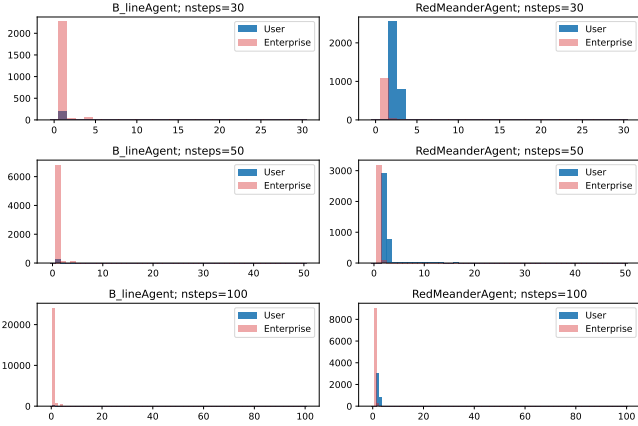 B_lineAgent; nsteps=30
2000
1500
1000
500
0
User
Enterprise
0 5 10 15 20 25 30
RedMeanderAgent; nsteps=30
2000
1000
0
User
Enterprise
0 5 10 15 20 25 30
B_lineAgent; nsteps=50
6000
4000
2000
0
User
Enterprise
0 10 20 30 40 50
RedMeanderAgent; nsteps=50
3000
2000
1000
0
User
Enterprise
0 10 20 30 40 50
B_lineAgent; nsteps=100
20000
10000
0
User
Enterprise
0 20 40 60 80 100
RedMeanderAgent; nsteps=100
8000
6000
4000
2000
0
User
Enterprise
0 20 40 60 80 100